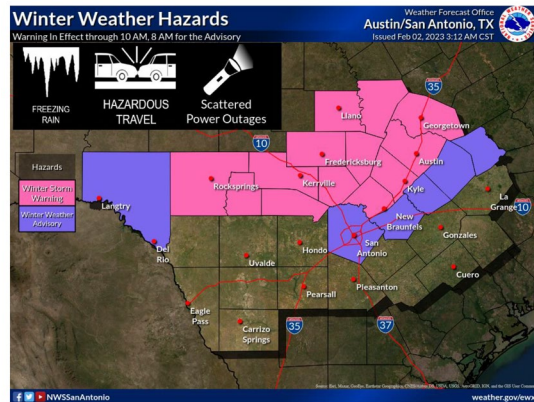 Winter Weather Hazards
Warning In Effect through 10 AM, 8 AM for the Advisory
Weather Forecast Office
Austin/San Antonio, TX
Issued Feb 02, 2023 3:12 AM CST
FREEZING
RAIN
HAZARDOUS
TRAVEL
Scattered
Power Outages
Hazards
Winter Storm
Warning
Winter Weather
Advisory
35
Llano
Georgetown
10
Fredericksburg
Austin
Rocksprings
Kerrville
Kyle
La
Grange
10
Langtry
New
Braunfels
Gonzales
Del
Rio
Hondo
San
Antonio
Uvalde
Cuero
Pearsall
Pleasanton
Eagle
Pass
Carrizo
Springs
35
37
NWSSanAntonio
weather.gov/ewx